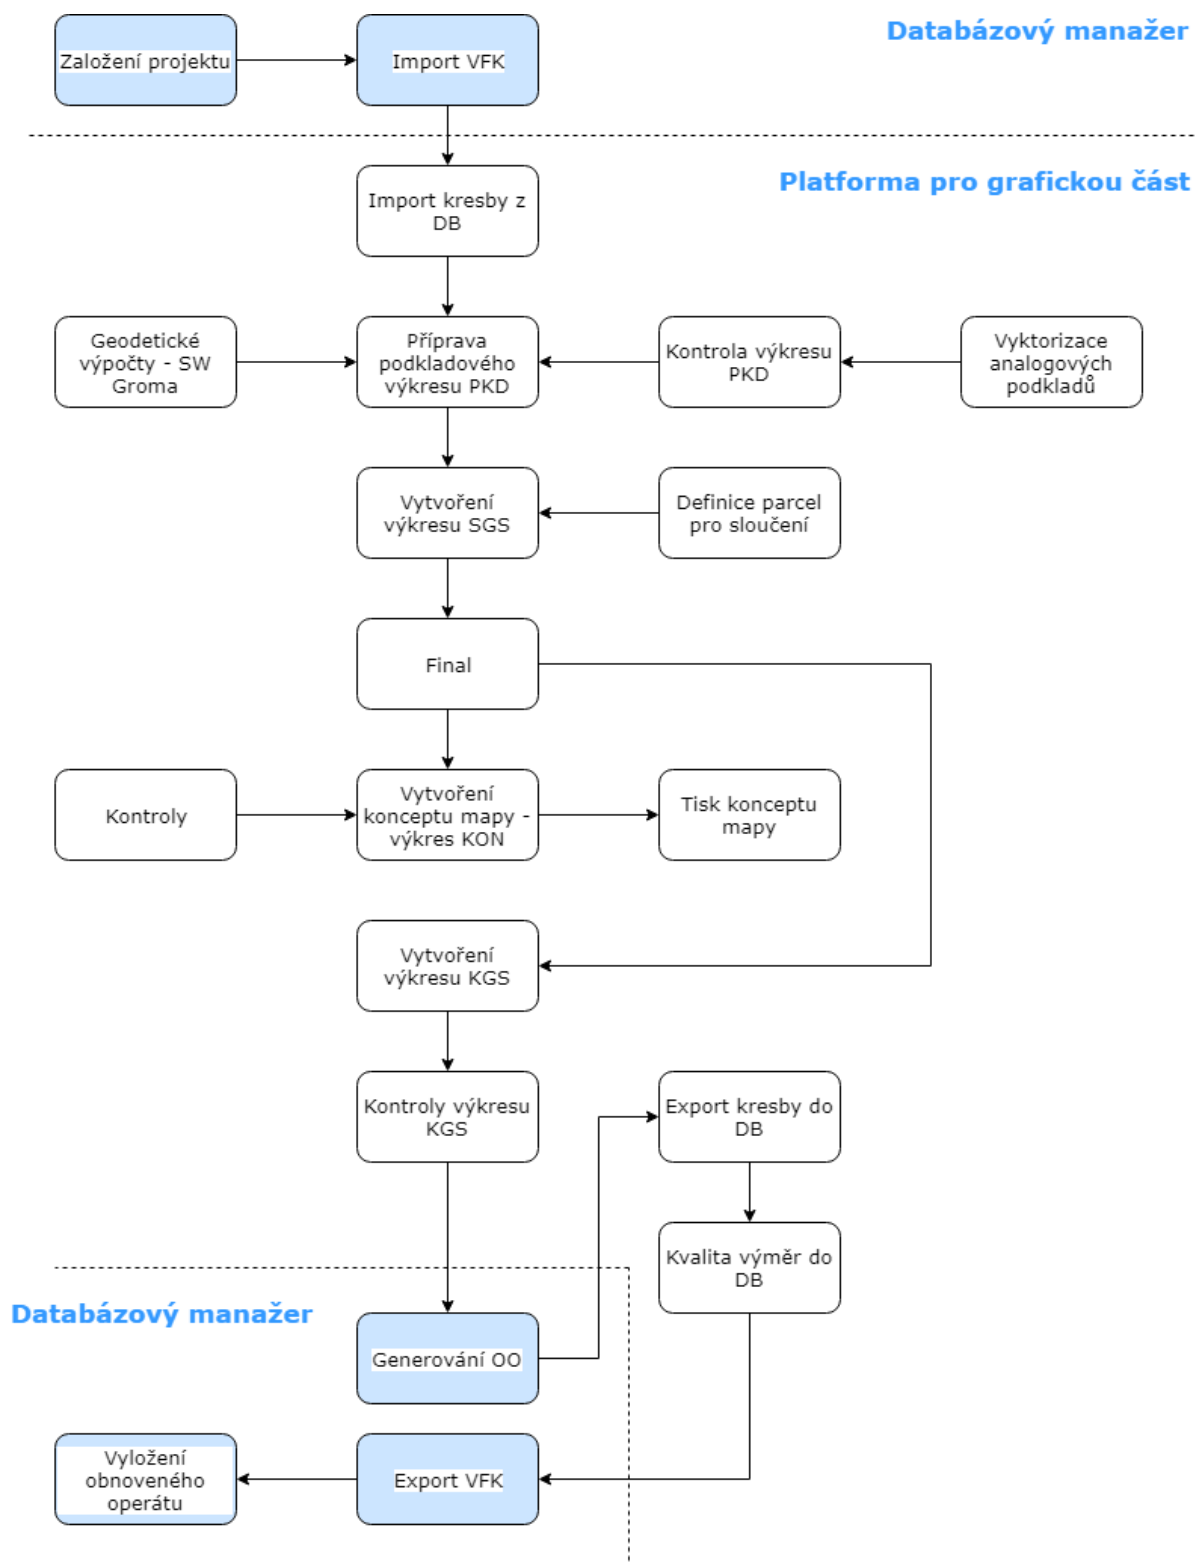 Databázový manažer
Založení projektu
Import VFK
Platforma pro grafickou část
Import kresby z
DB
Geodetické
výpočty - SW
Groma
Příprava
podkladového
výkresu PKD
Kontrola výkresu
PKD
Vyktorizace
analogových
podkladů
Vytvoření
výkresu SGS
Definice parcel
pro sloučení
Final
Kontroly
Vytvoření
konceptu mapy -
výkres KON
Tisk konceptu
mapy
Vytvoření
výkresu KGS
Kontroly výkresu
KGS
Export kresby do
DB
Kvalita výměr do
DB
Databázový manažer
Generování OO
Vyložení
obnoveného
operátu
Export VFK